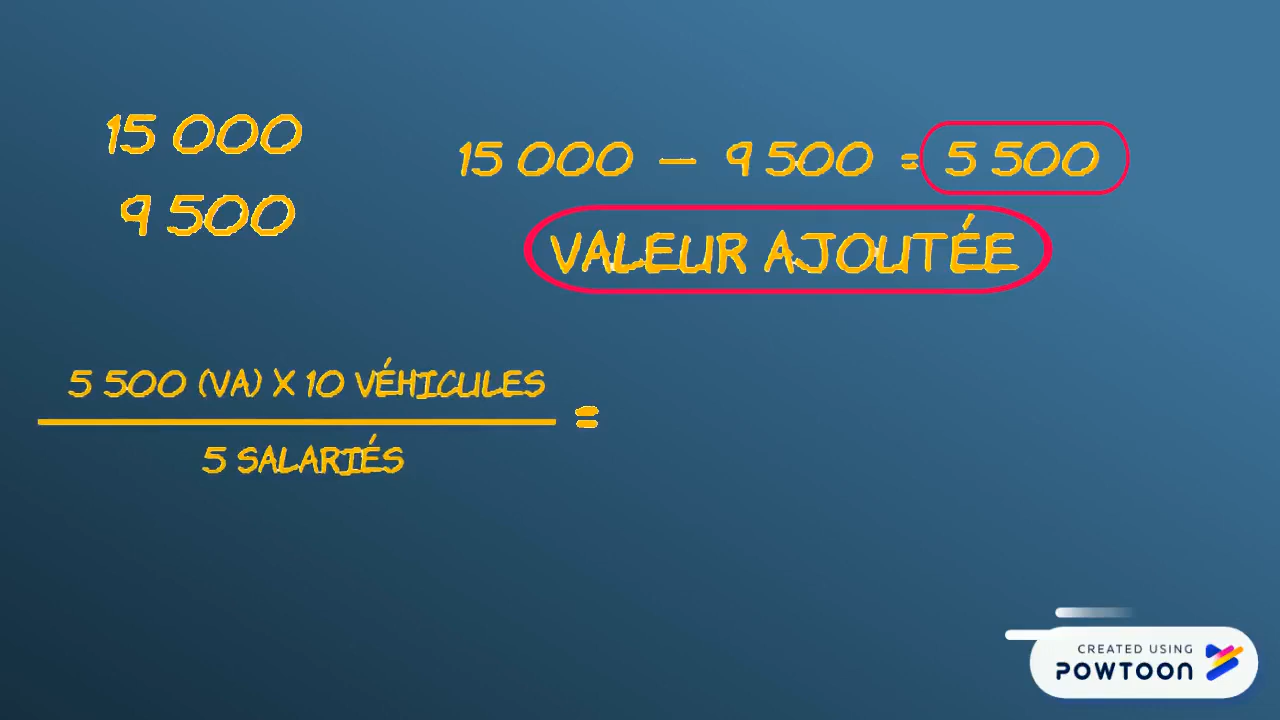 15 000
9 500
15 000 – 9 500 = 5 500
VALEUR AJOUTÉE
5 500 (VA) X 10 VÉHICULES
=
5 SALARIÉS
CREATED USING
POWTOON